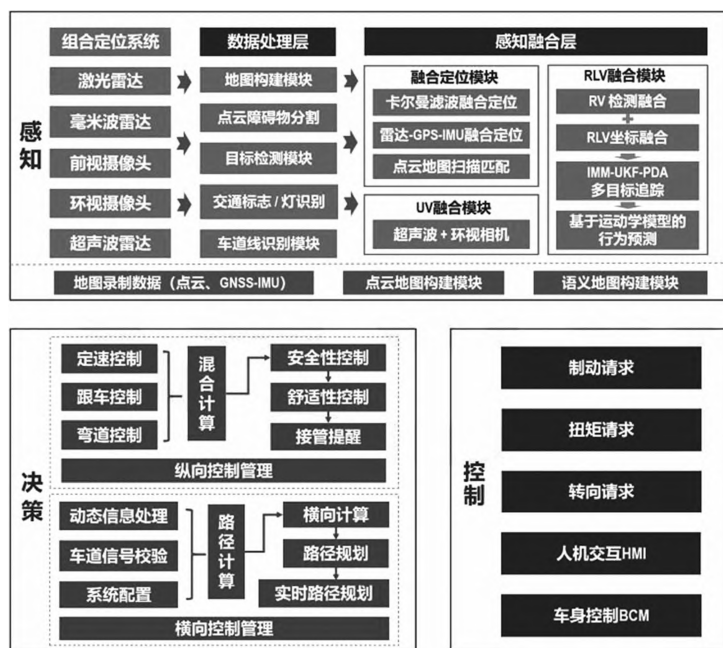 感知
组合定位系统
激光雷达
毫米波雷达
前视摄像头
环视摄像头
超声波雷达
数据处理层
地图构建模块
点云障碍物分割
目标检测模块
交通标志 / 灯识别
车道线识别模块
感知融合层
融合定位模块
卡尔曼滤波融合定位
雷达-GPS-IMU融合定位
点云地图扫描匹配
UV融合模块
超声波 + 环视相机
RLV融合模块
RV 检测融合
+
RLV坐标融合
IMM-UKF-PDA
多目标追踪
基于运动学模型的
行为预测
地图录制数据（点云、GNSS-IMU）
点云地图构建模块
语义地图构建模块
决策
定速控制
跟车控制
弯道控制
混合计算
安全性控制
舒适性控制
接管提醒
纵向控制管理
动态信息处理
车道信号校验
系统配置
路径计算
横向计算
路径规划
实时路径规划
横向控制管理
控制
制动请求
扭矩请求
转向请求
人机交互HMI
车身控制BCM